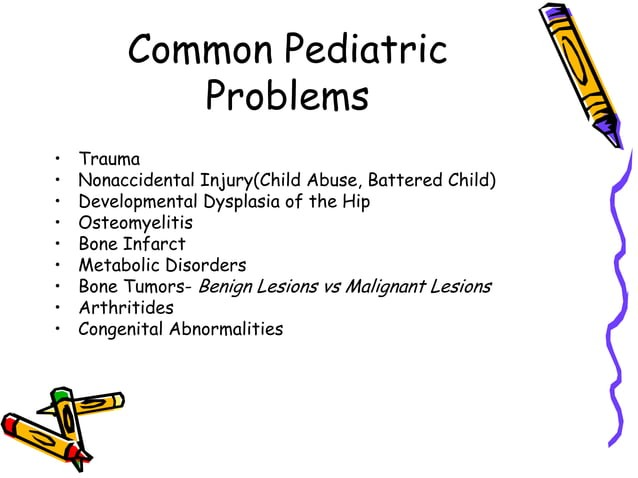 Common Pediatric
Problems
• Trauma
• Nonaccidental Injury(Child Abuse, Battered Child)
• Developmental Dysplasia of the Hip
• Osteomyelitis
• Bone Infarct
• Metabolic Disorders
• Bone Tumors- Benign Lesions vs Malignant Lesions
• Arthritides
• Congenital Abnormalities